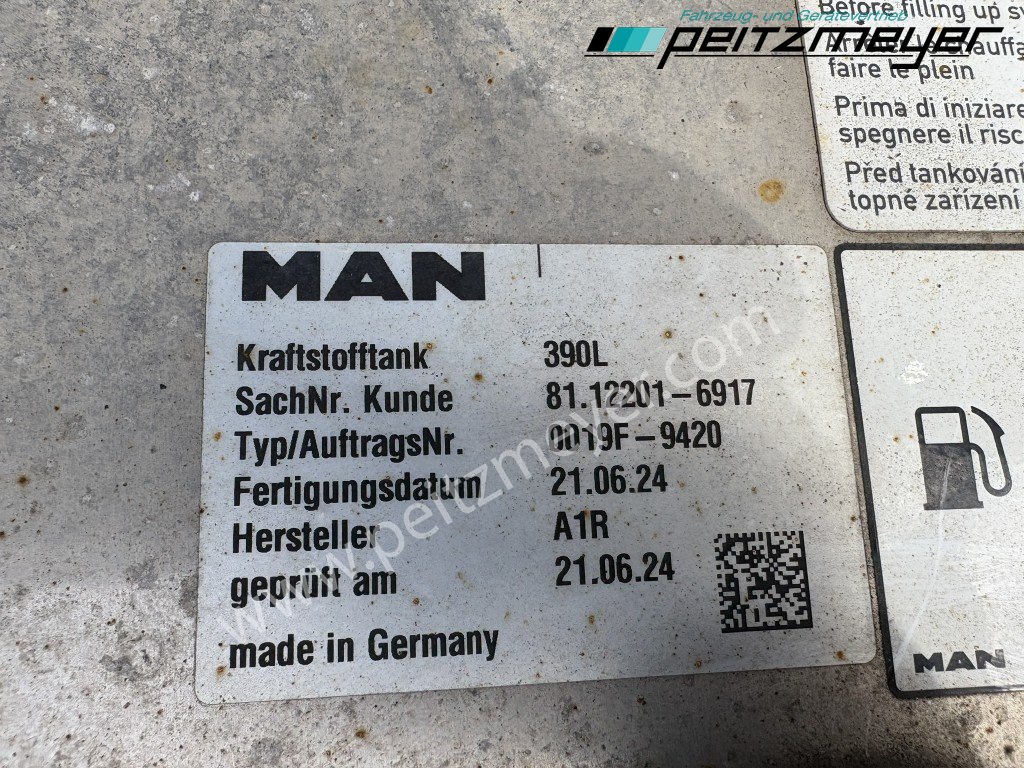 Fahrzeug- und Gerätevertrieb
peitzmeyer
Before filling up
faire le plein
Prima di iniziare
spegnere il risc
Před tankování
topné zařízení
MAN
Kraftstofftank 390L
SachNr. Kunde 81.12201-6917
Typ/AuftragsNr. 0019F-9420
Fertigungsdatum 21.06.24
Hersteller A1R
geprüft am 21.06.24
made in Germany
www.peitzmeyer.com
MAN